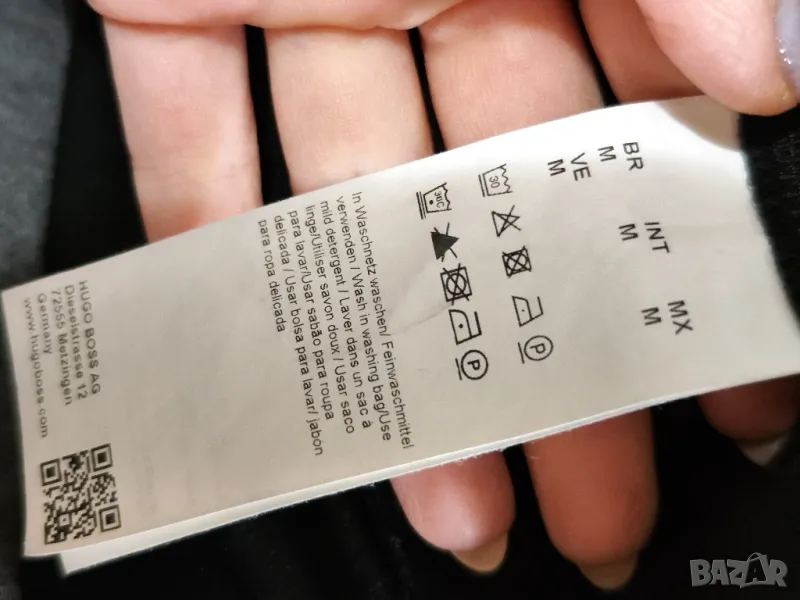 BR
M
INT
M
MX
M
VE
M
30
30C
In Waschnetz waschen/ Feinwaschmittel
verwenden / Wash in washing bag/Use
mild detergent / Laver dans un sac à
linge/Utiliser savon doux / Usar saco
para lavar/Usar sabão para roupa
delicada / Usar bolsa para lavar/ jabón
para ropa delicada
HUGO BOSS AG
Dieselstrasse 12
72555 Metzingen
Germany
www.hugoboss.com
P
P
BAZAR